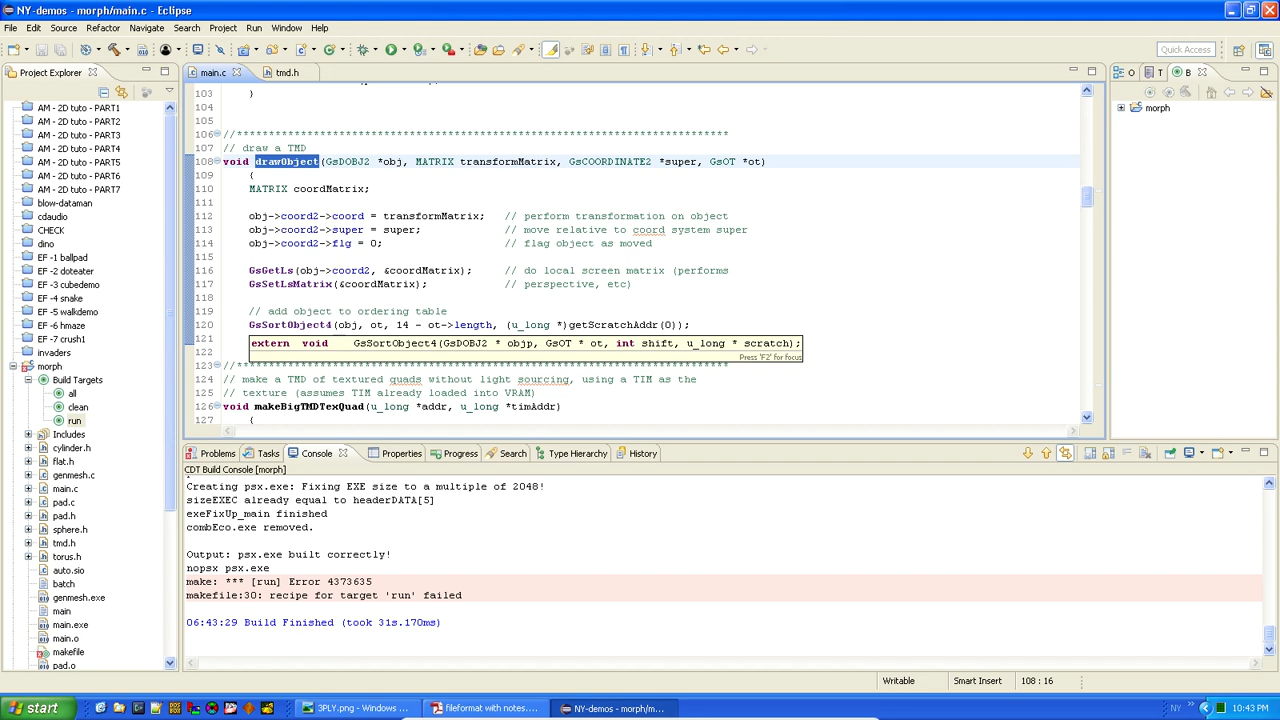 NY-demos - morph/main.c - Eclipse
File Edit Source Refactor Navigate Search Project Run Window Help
Quick Access
Project Explorer
AM - 2D tuto - PART1
AM - 2D tuto - PART2
AM - 2D tuto - PART3
AM - 2D tuto - PART4
AM - 2D tuto - PART5
AM - 2D tuto - PART6
AM - 2D tuto - PART7
blow-dataman
cdaudio
CHECK
dino
EF -1 ballpad
EF -2 doteater
EF -3 cubedemo
EF -4 snake
EF -5 walkdemo
EF -6 hmaze
EF -7 crush1
invaders
morph
Build Targets
all
clean
run
Includes
cylinder.h
flat.h
genmesh.c
main.c
pad.c
pad.h
sphere.h
tmd.h
torus.h
auto.sio
batch
genmesh.exe
main
main.exe
main.o
makefile
pad.o
main.c tmd.h
103 }
104
105
106 //****************************************************************************
107 // draw a TMD
108 void drawObject(GsDOBJ2 *obj, MATRIX transformMatrix, GsCOORDINATE2 *super, GsOT *ot)
109 {
110 MATRIX coordMatrix;
111
112 obj->coord2->coord = transformMatrix; // perform transformation on object
113 obj->coord2->super = super; // move relative to coord system super
114 obj->coord2->flg = 0; // flag object as moved
115
116 GsGetLs(obj->coord2, &coordMatrix); // do local screen matrix (performs
117 GsSetLsMatrix(&coordMatrix); // perspective, etc)
118
119 // add object to ordering table
120 GsSortObject4(obj, ot, 14 - ot->length, (u_long *)getScratchAddr(0));
121
extern void GsSortObject4(GsDOBJ2 * objp, GsOT * ot, int shift, u_long * scratch);
122
Press 'F2' for focus
123 //****************************************************************************
124 // make a TMD of textured quads without light sourcing, using a TIM as the
125 // texture (assumes TIM already loaded into VRAM)
126 void makeBigTMDTexQuad(u_long *addr, u_long *timAddr)
127 {
O T B
morph
Problems Tasks Console Properties Progress Search Type Hierarchy History
CDT Build Console [morph]
Creating psx.exe: Fixing EXE size to a multiple of 2048!
sizeEXEC already equal to headerDATA[5]
exeFixUp_main finished
combEco.exe removed.
Output: psx.exe built correctly!
nopsx psx.exe
make: *** [run] Error 4373635
makefile:30: recipe for target 'run' failed
06:43:29 Build Finished (took 31s.170ms)
Writable Smart Insert 108 : 16
start 3PLY.png - Windows ... fileformat with notes.... NY-demos - morph/m... NY 10:43 PM